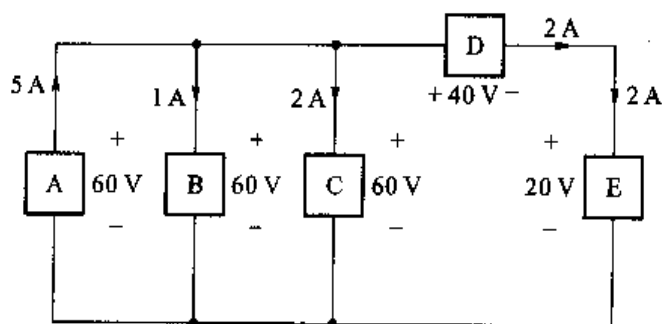 D
2 A
5 A
1 A
2 A
+ 40 V −
2 A
+ + + +
A 60 V B 60 V C 60 V 20 V E
− − − −